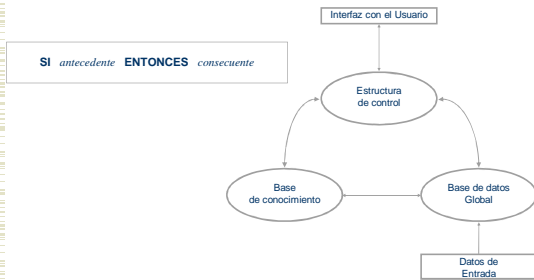 Interfaz con el Usuario
SI antecedente ENTONCES consecuente
Estructura
de control
Base
de conocimiento
Base de datos
Global
Datos de
Entrada